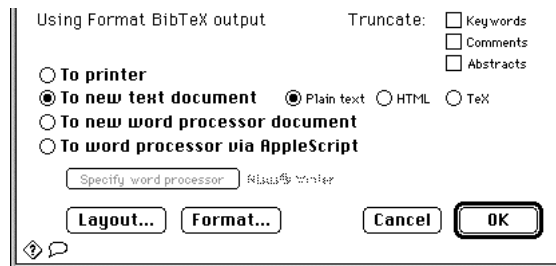 Using Format BibTeX output Truncate: Keywords
Comments
Abstracts
To printer
To new text document Plain text HTML TeX
To new word processor document
To word processor via AppleScript
Specify word processor
Layout... Format... Cancel OK
?